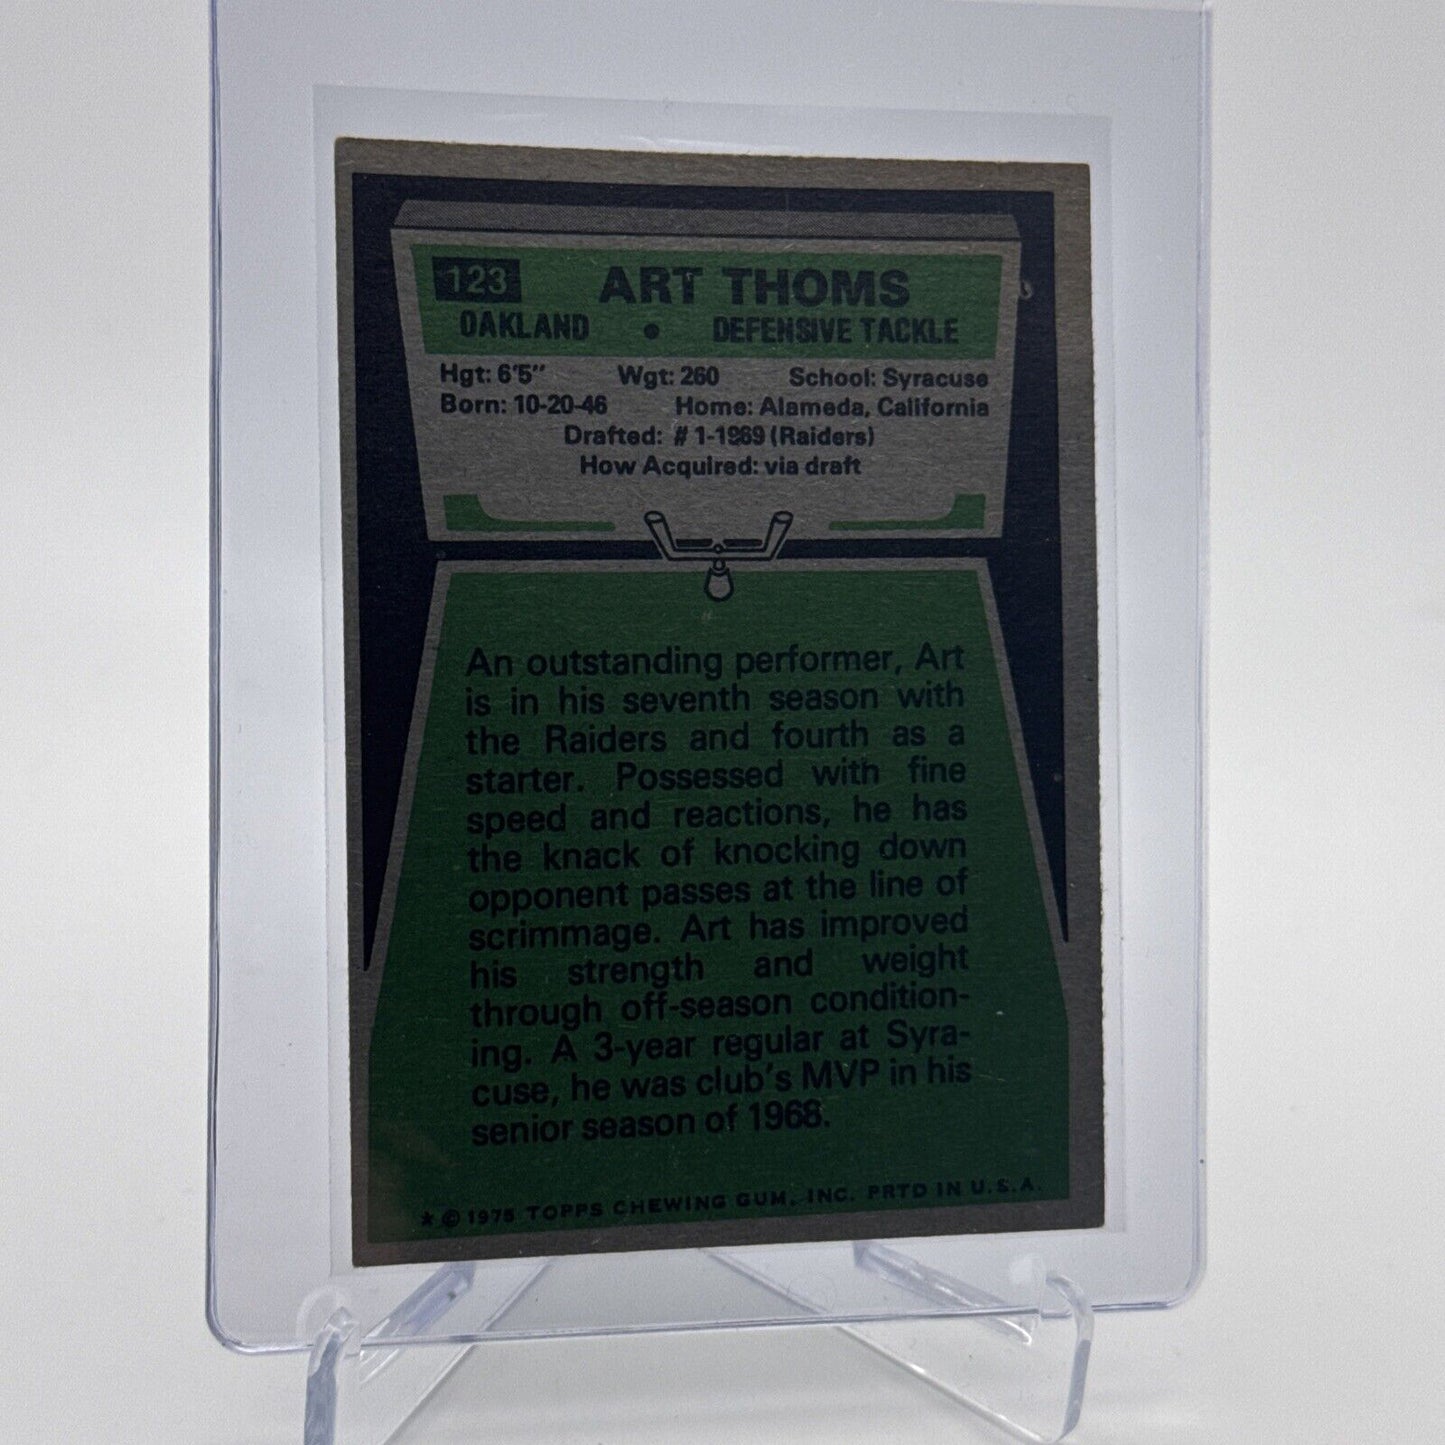 123 ART THOMS
OAKLAND • DEFENSIVE TACKLE
Hgt: 6'5" Wgt: 260 School: Syracuse
Born: 10-20-46 Home: Alameda, California
Drafted: # 1-1969 (Raiders)
How Acquired: via draft
An outstanding performer, Art
is in his seventh season with
the Raiders and fourth as a
starter. Possessed with fine
speed and reactions, he has
the knack of knocking down
opponent passes at the line of
scrimmage. Art has improved
his strength and weight
through off-season condition-
ing. A 3-year regular at Syra-
cuse, he was club's MVP in his
senior season of 1968.
★ © 1975 TOPPS CHEWING GUM, INC. PRTD IN U.S.A.